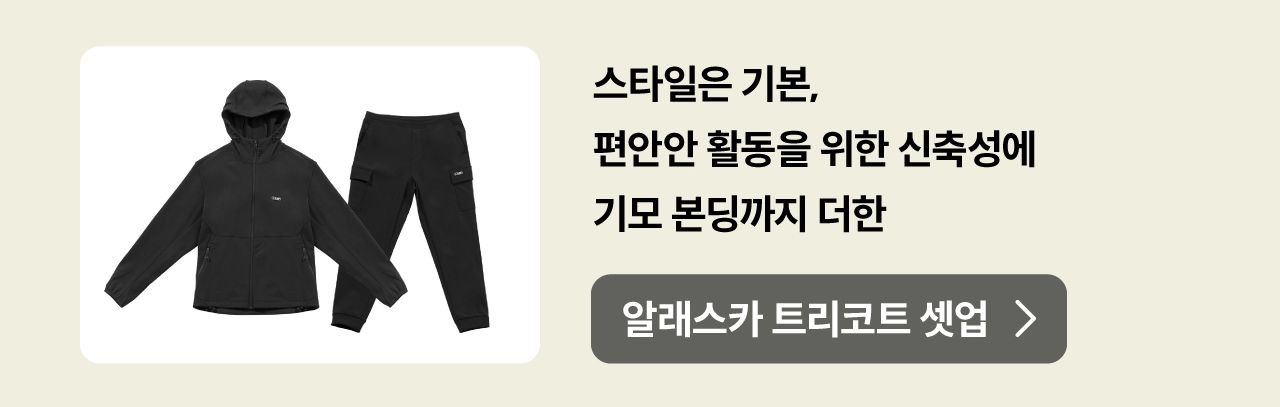 스타일은 기본,
편안안 활동을 위한 신축성에
기모 본딩까지 더한
알래스카 트리코트 셋업